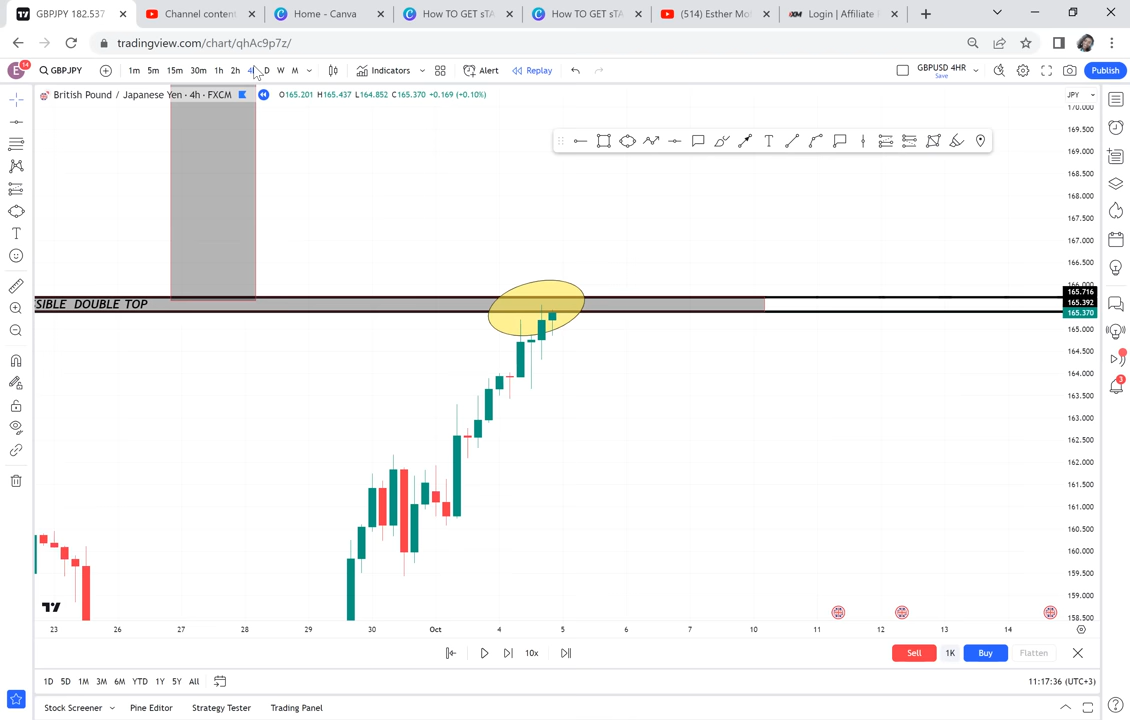 GBPJPY 182.537
Channel content
Home - Canva
How TO GET sTA
How TO GET sTA
(514) Esther Mo
Login | Affiliate
tradingview.com/chart/qhAc9p7z/
E 14 GBPJPY 1m 5m 15m 30m 1h 2h D W M Indicators Alert Replay GBPUSD 4HR Save Publish
British Pound / Japanese Yen · 4h · FXCM O165.201 H165.437 L164.852 C165.370 +0.169 (+0.10%) JPY
170.000
169.500
169.000
168.500
168.000
167.500
167.000
166.500
166.000
165.716
165.392
165.370
165.000
164.500
164.000
163.500
163.000
162.500
162.000
161.500
161.000
160.500
160.000
159.500
159.000
158.500
SIBLE DOUBLE TOP
3
23 26 27 28 29 30 Oct 4 5 6 7 10 11 12 13 14
10x Sell 1K Buy Flatten
1D 5D 1M 3M 6M YTD 1Y 5Y All 11:17:36 (UTC+3)
Stock Screener Pine Editor Strategy Tester Trading Panel